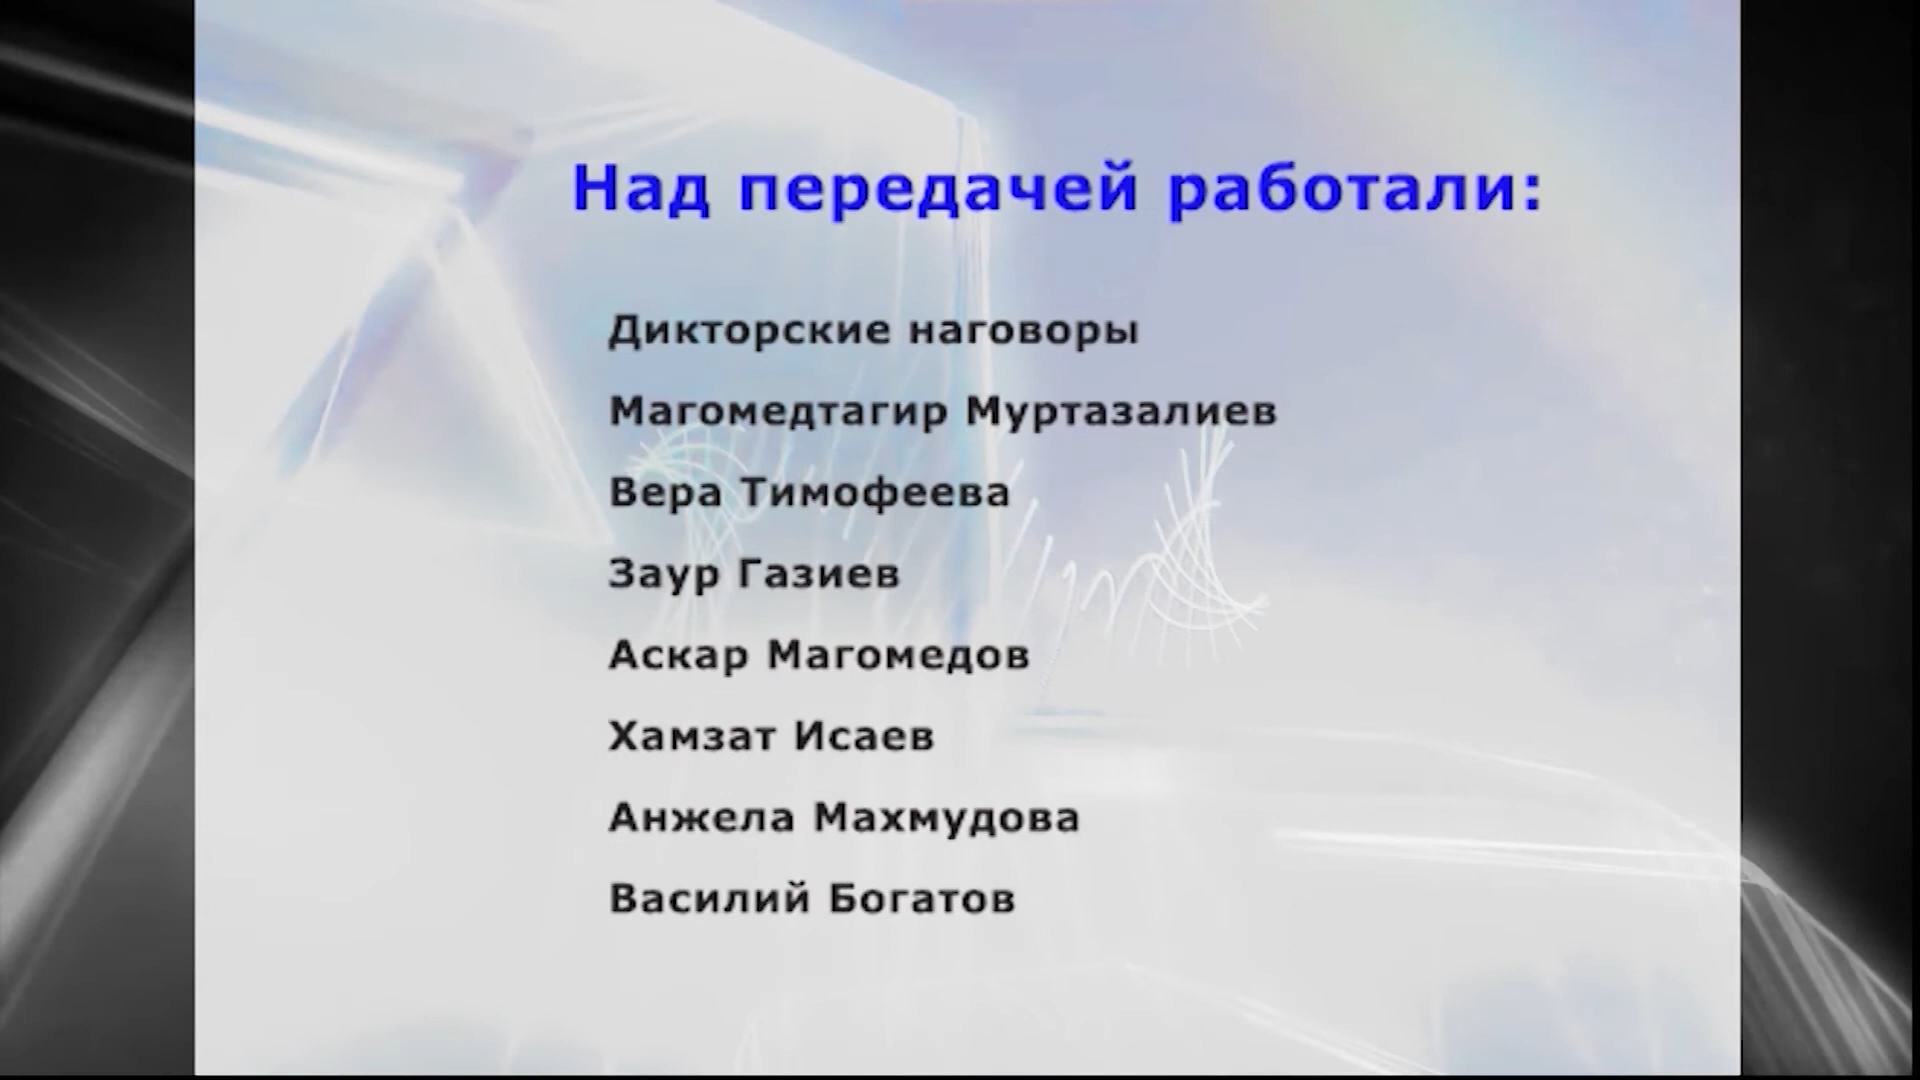 Над передачей работали:
Дикторские наговоры
Магомедтагир Муртазалиев
Вера Тимофеева
Заур Газиев
Аскар Магомедов
Хамзат Исаев
Анжела Махмудова
Василий Богатов